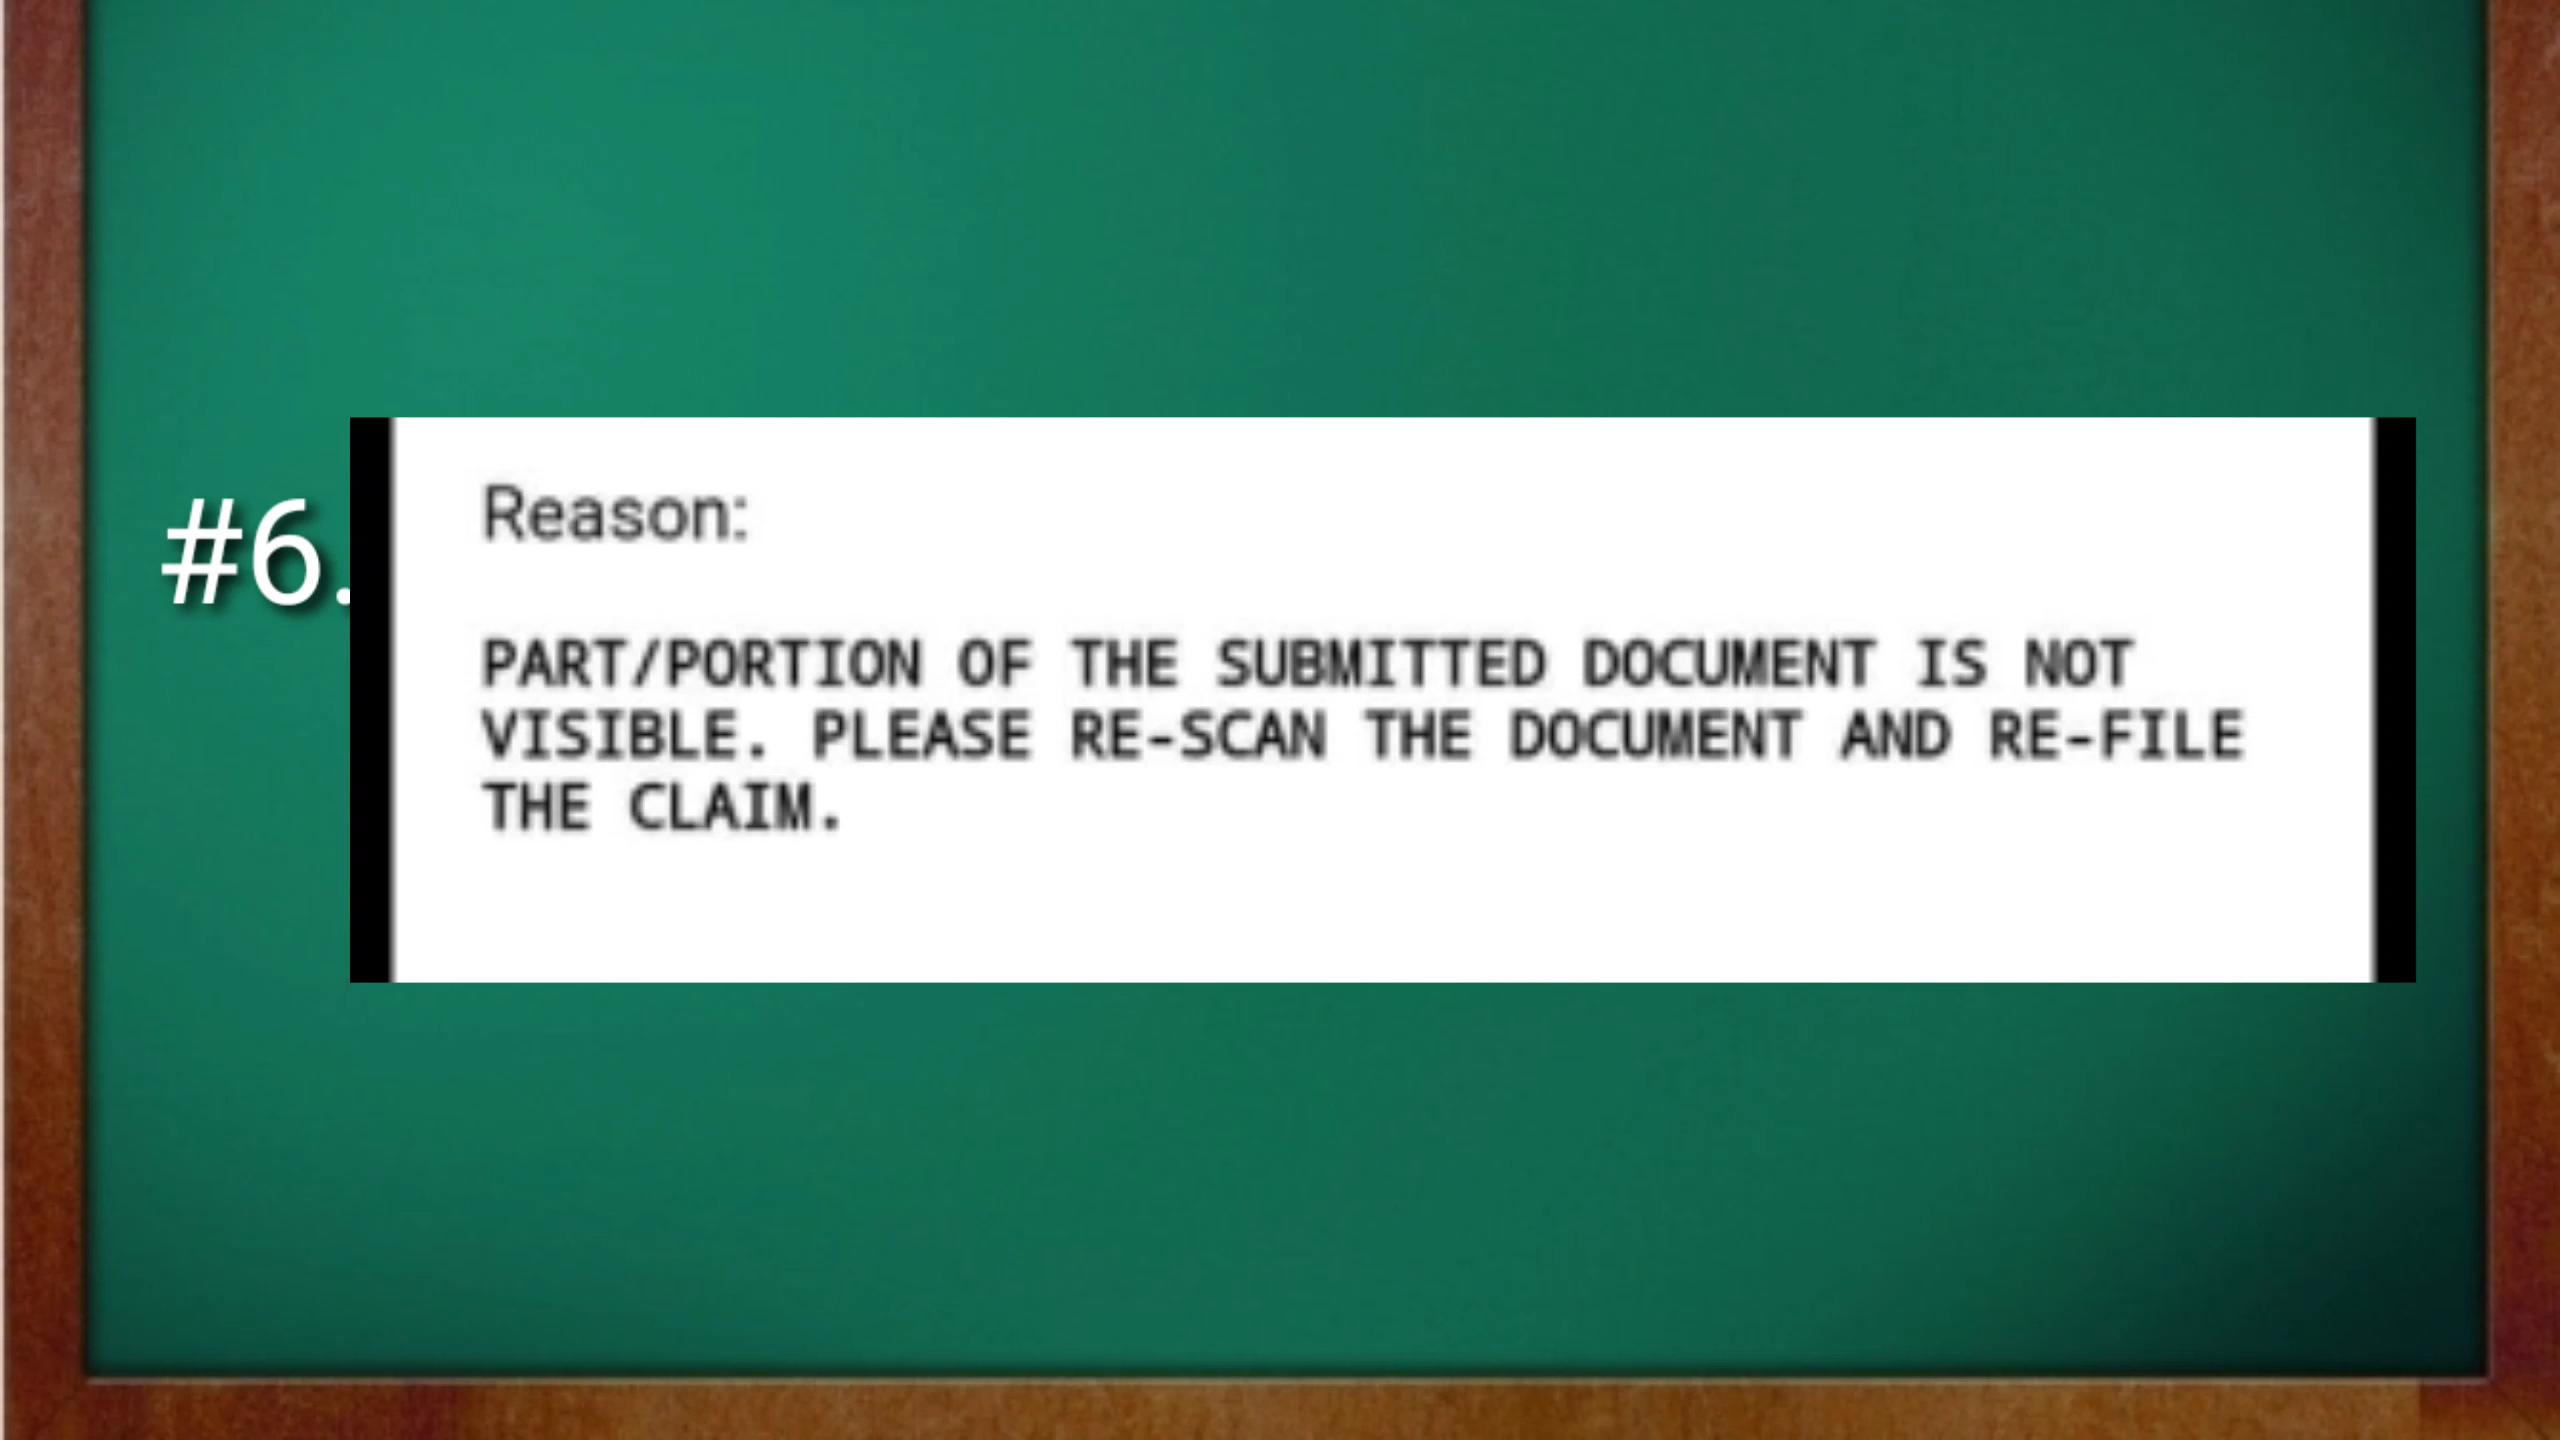 #6.
Reason:
PART/PORTION OF THE SUBMITTED DOCUMENT IS NOT
VISIBLE. PLEASE RE-SCAN THE DOCUMENT AND RE-FILE
THE CLAIM.